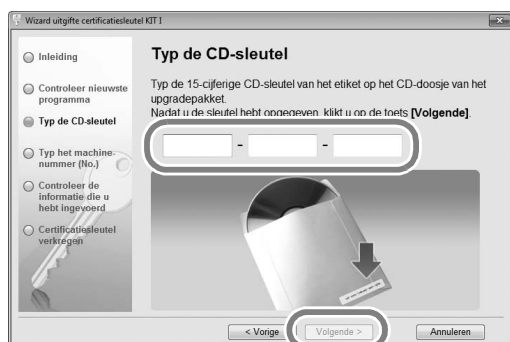 Wizard uitgifte certificatiesleutel KIT I
Inleiding
Controleer nieuwste
programma
Typ de CD-sleutel
Typ het machine-
nummer (No.)
Controleer de
informatie die u
hebt ingevoerd
Certificatiesleutel
verkregen
Typ de CD-sleutel
Typ de 15-cijferige CD-sleutel van het etiket op het CD-doosje van het
upgradepakket.
Nadat u de sleutel hebt opgegeven, klikt u op de toets [Volgende].
- -
< Vorige
Volgende >
Annuleren